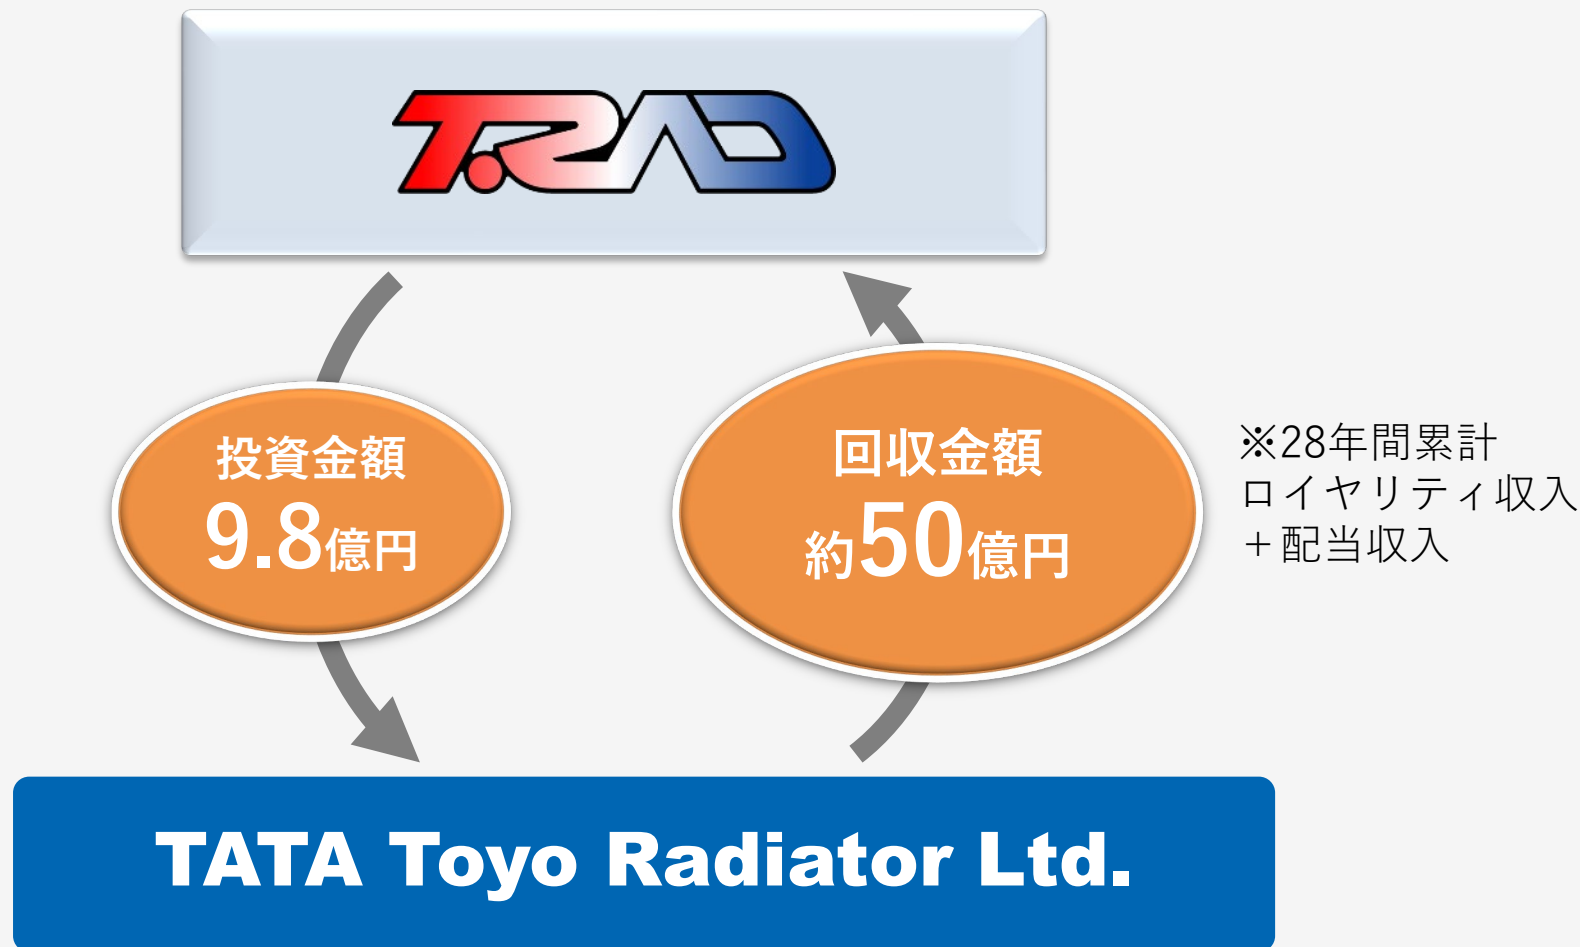 T.RAD
投資金額
9.8億円
回収金額
約50億円
※28年間累計
ロイヤリティ収入
＋配当収入
TATA Toyo Radiator Ltd.